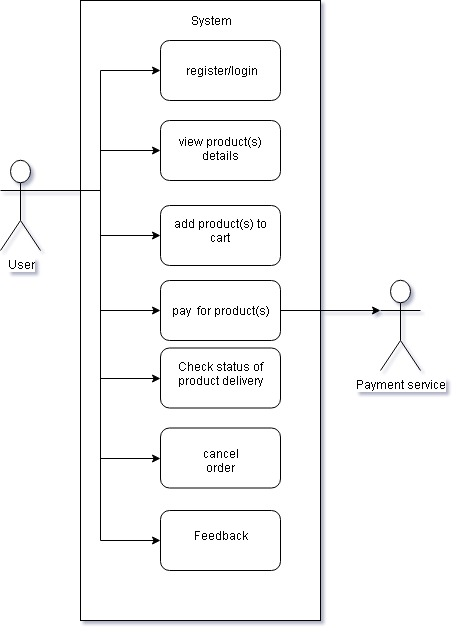 System
register/login
view product(s)
details
add product(s) to
cart
User
pay for product(s)
Check status of
product delivery
Payment service
cancel
order
Feedback